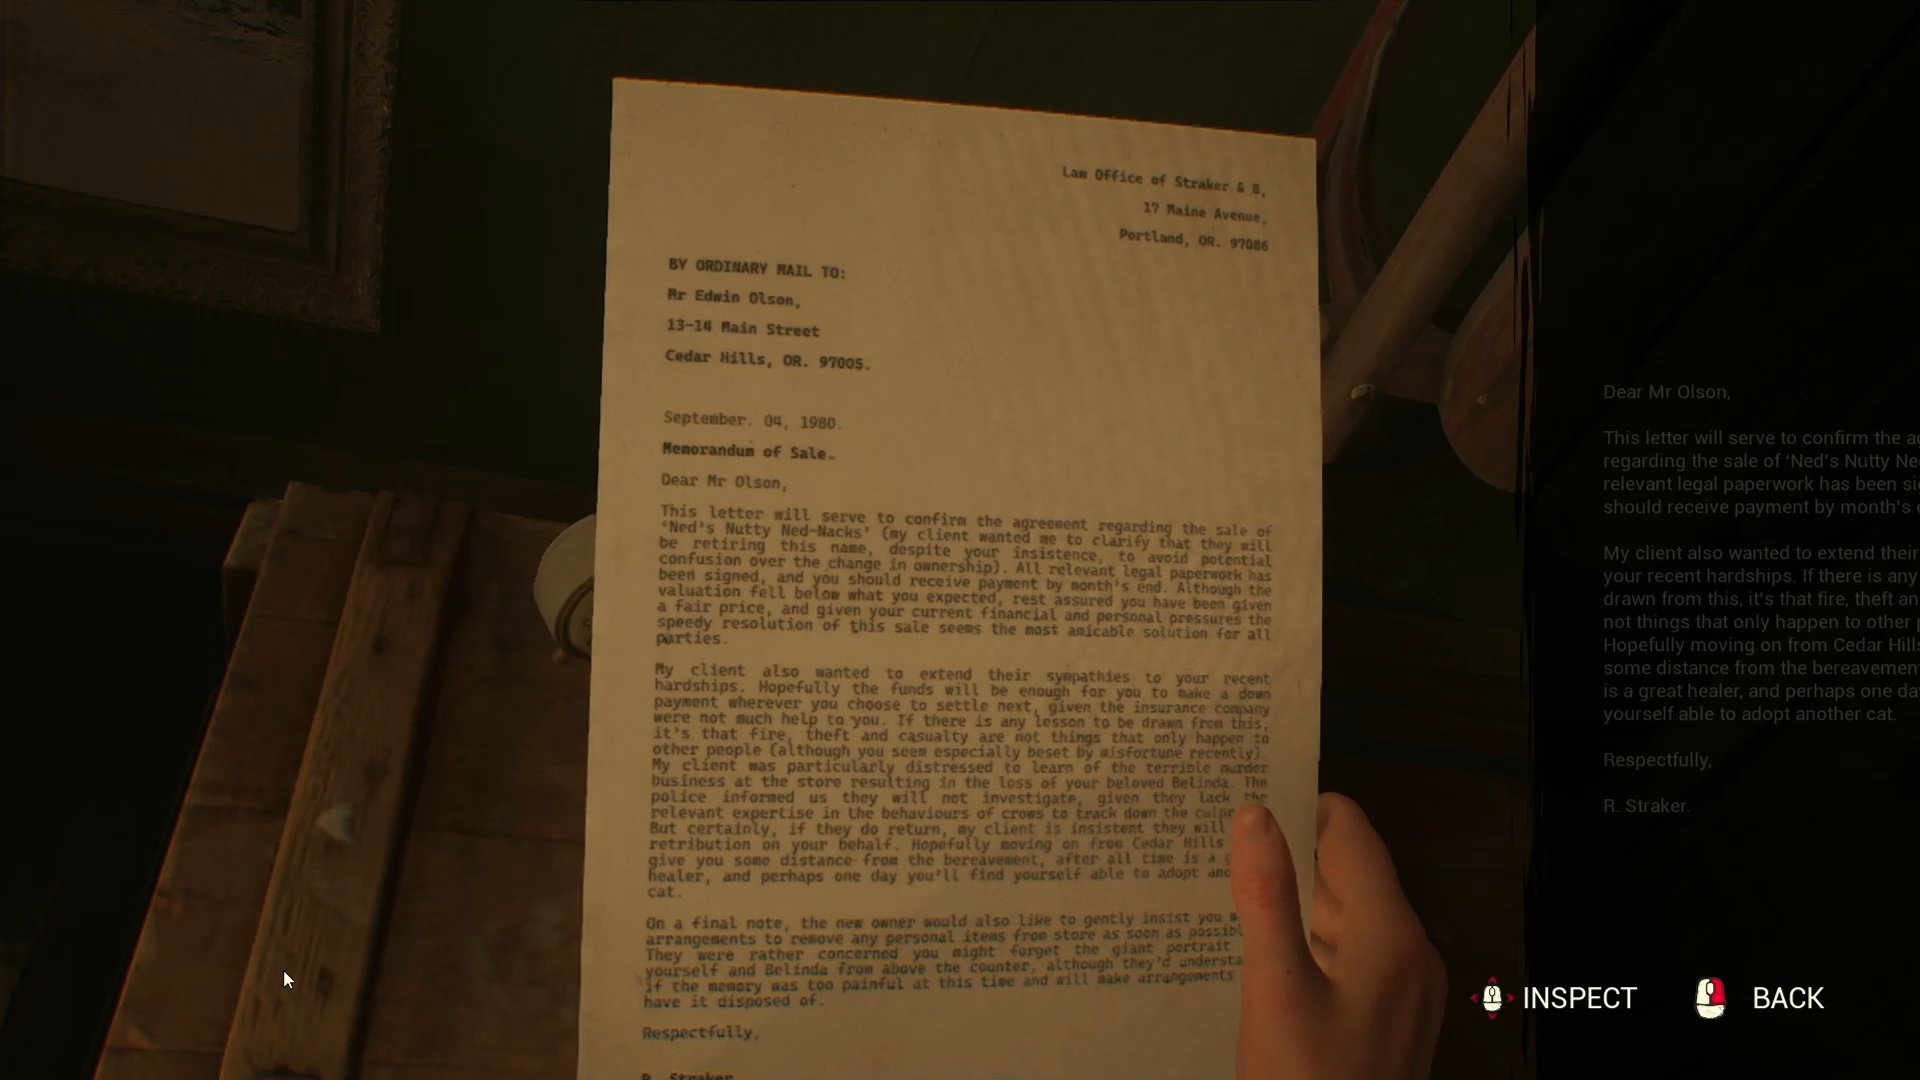 Law Office of Straker & B,
17 Maine Avenue,
Portland, OR. 97086
BY ORDINARY MAIL TO:
Mr Edwin Olson,
13-14 Main Street
Cedar Hills, OR. 97005.
September. 04, 1980.
Memorandum of Sale.
Dear Mr Olson,
This letter will serve to confirm the agreement regarding the sale of
‘Ned's Nutty Ned-Nacks’ (my client wanted me to clarify that they will
be retiring this name, despite your insistence, to avoid potential
confusion over the change in ownership). All relevant legal paperwork has
been signed, and you should receive payment by month's end. Although the
valuation fell below what you expected, rest assured you have been given
a fair price, and given your current financial and personal pressures the
speedy resolution of this sale seems the most amicable solution for all
parties.
My client also wanted to extend their sympathies to your recent
hardships. Hopefully the funds will be enough for you to make a down
payment wherever you choose to settle next, given the insurance company
were not much help to you. If there is any lesson to be drawn from this,
it's that fire, theft and casualty are not things that only happen to
other people (although you seem especially beset by misfortune recently).
My client was particularly distressed to learn of the terrible murder
business at the store resulting in the loss of your beloved Belinda. The
police informed us they will not investigate, given they lack the
relevant expertise in the behaviours of crows to track down the
But certainly, if they do return, my client is insistent they will
retribution on your behalf. Hopefully moving on from Cedar Hills
give you some distance from the bereavement, after all time is a
healer, and perhaps one day you'll find yourself able to adopt
cat.
On a final note, the new owner would also like to gently insist you
arrangements to remove any personal items from store as soon as
They were rather concerned you might forget the giant portrait
yourself and Belinda from above the counter, although they'd
if the memory was too painful at this time and will make arrangements
have it disposed of.
Respectfully,
R. Straker
Dear Mr Olson,
This letter will serve to confirm the
regarding the sale of ‘Ned's Nutty
relevant legal paperwork has been
should receive payment by month's
My client also wanted to extend their
your recent hardships. If there is any
drawn from this, it's that fire, theft
not things that only happen to other
Hopefully moving on from Cedar
some distance from the
is a great healer, and perhaps one
yourself able to adopt another cat.
Respectfully,
R. Straker.
INSPECT
BACK